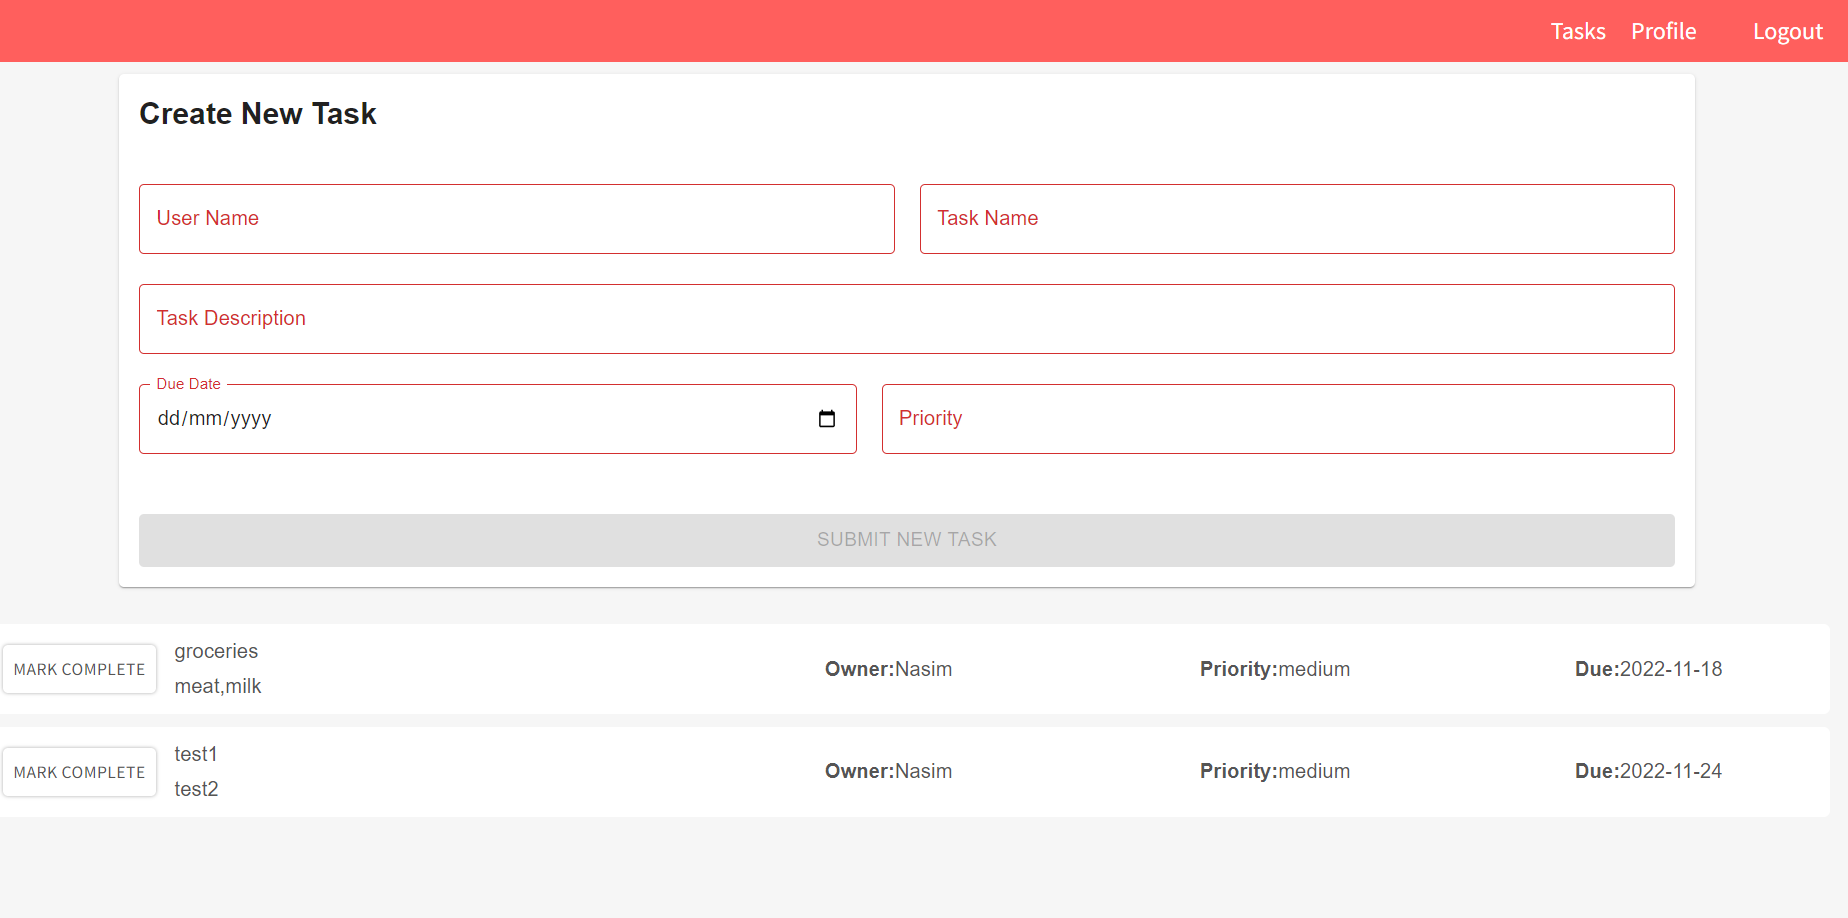 Tasks Profile Logout
Create New Task
User Name Task Name
Task Description
Due Date
dd/mm/yyyy Priority
SUBMIT NEW TASK
groceries
MARK COMPLETE Owner:Nasim Priority:medium Due:2022-11-18
meat,milk
test1
MARK COMPLETE Owner:Nasim Priority:medium Due:2022-11-24
test2